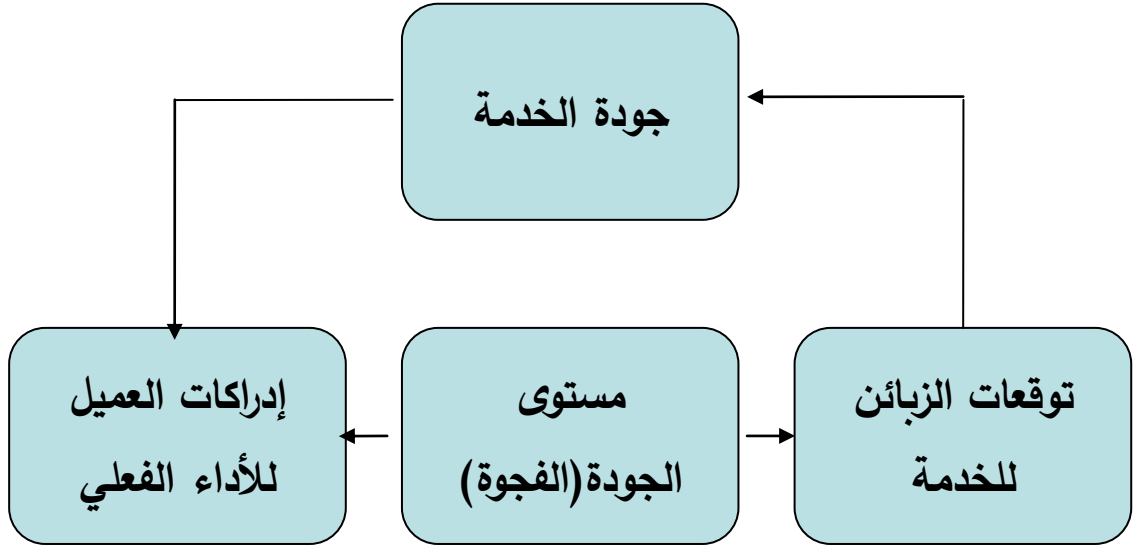 جودة الخدمة
توقعات الزبائن
للخدمة
مستوى
الجودة(الفجوة)
إدراكات العميل
للأداء الفعلي